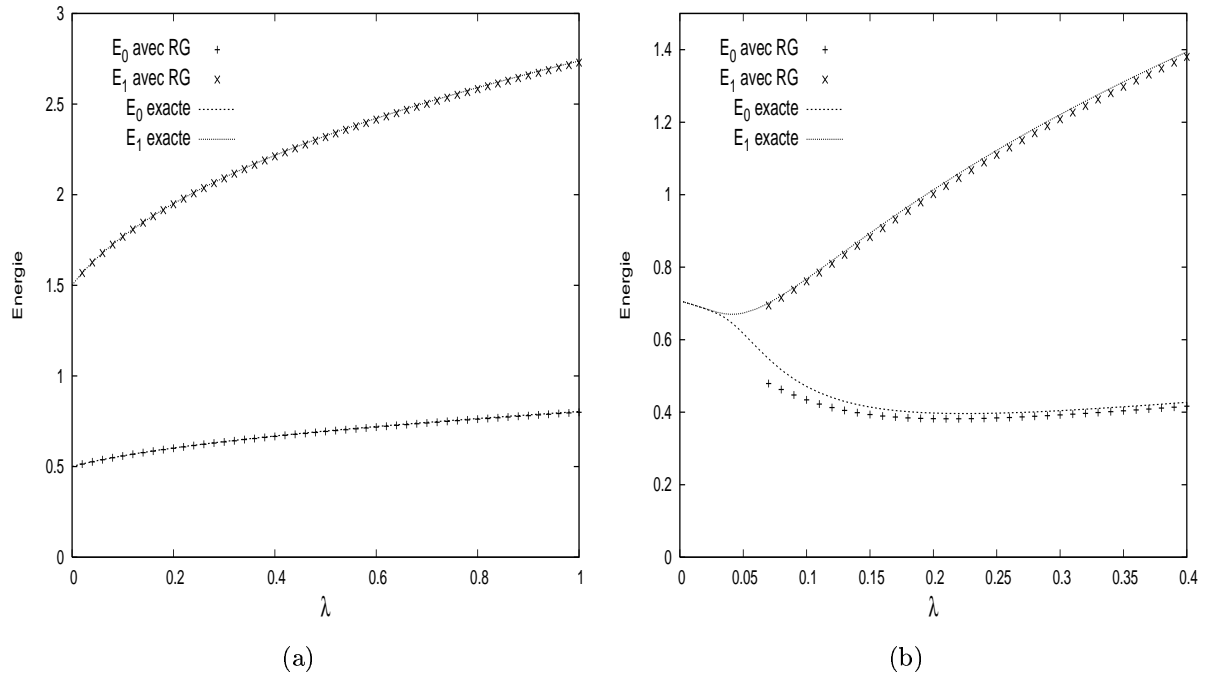 E0 avec RG
E1 avec RG
E0 exacte
E1 exacte
3
2.5
2
1.5
1
0.5
0
Energie
0 0.2 0.4 0.6 0.8 1
λ
(a)
E0 avec RG
E1 avec RG
E0 exacte
E1 exacte
1.4
1.2
1
0.8
0.6
0.4
0.2
0
Energie
0 0.05 0.1 0.15 0.2 0.25 0.3 0.35 0.4
λ
(b)